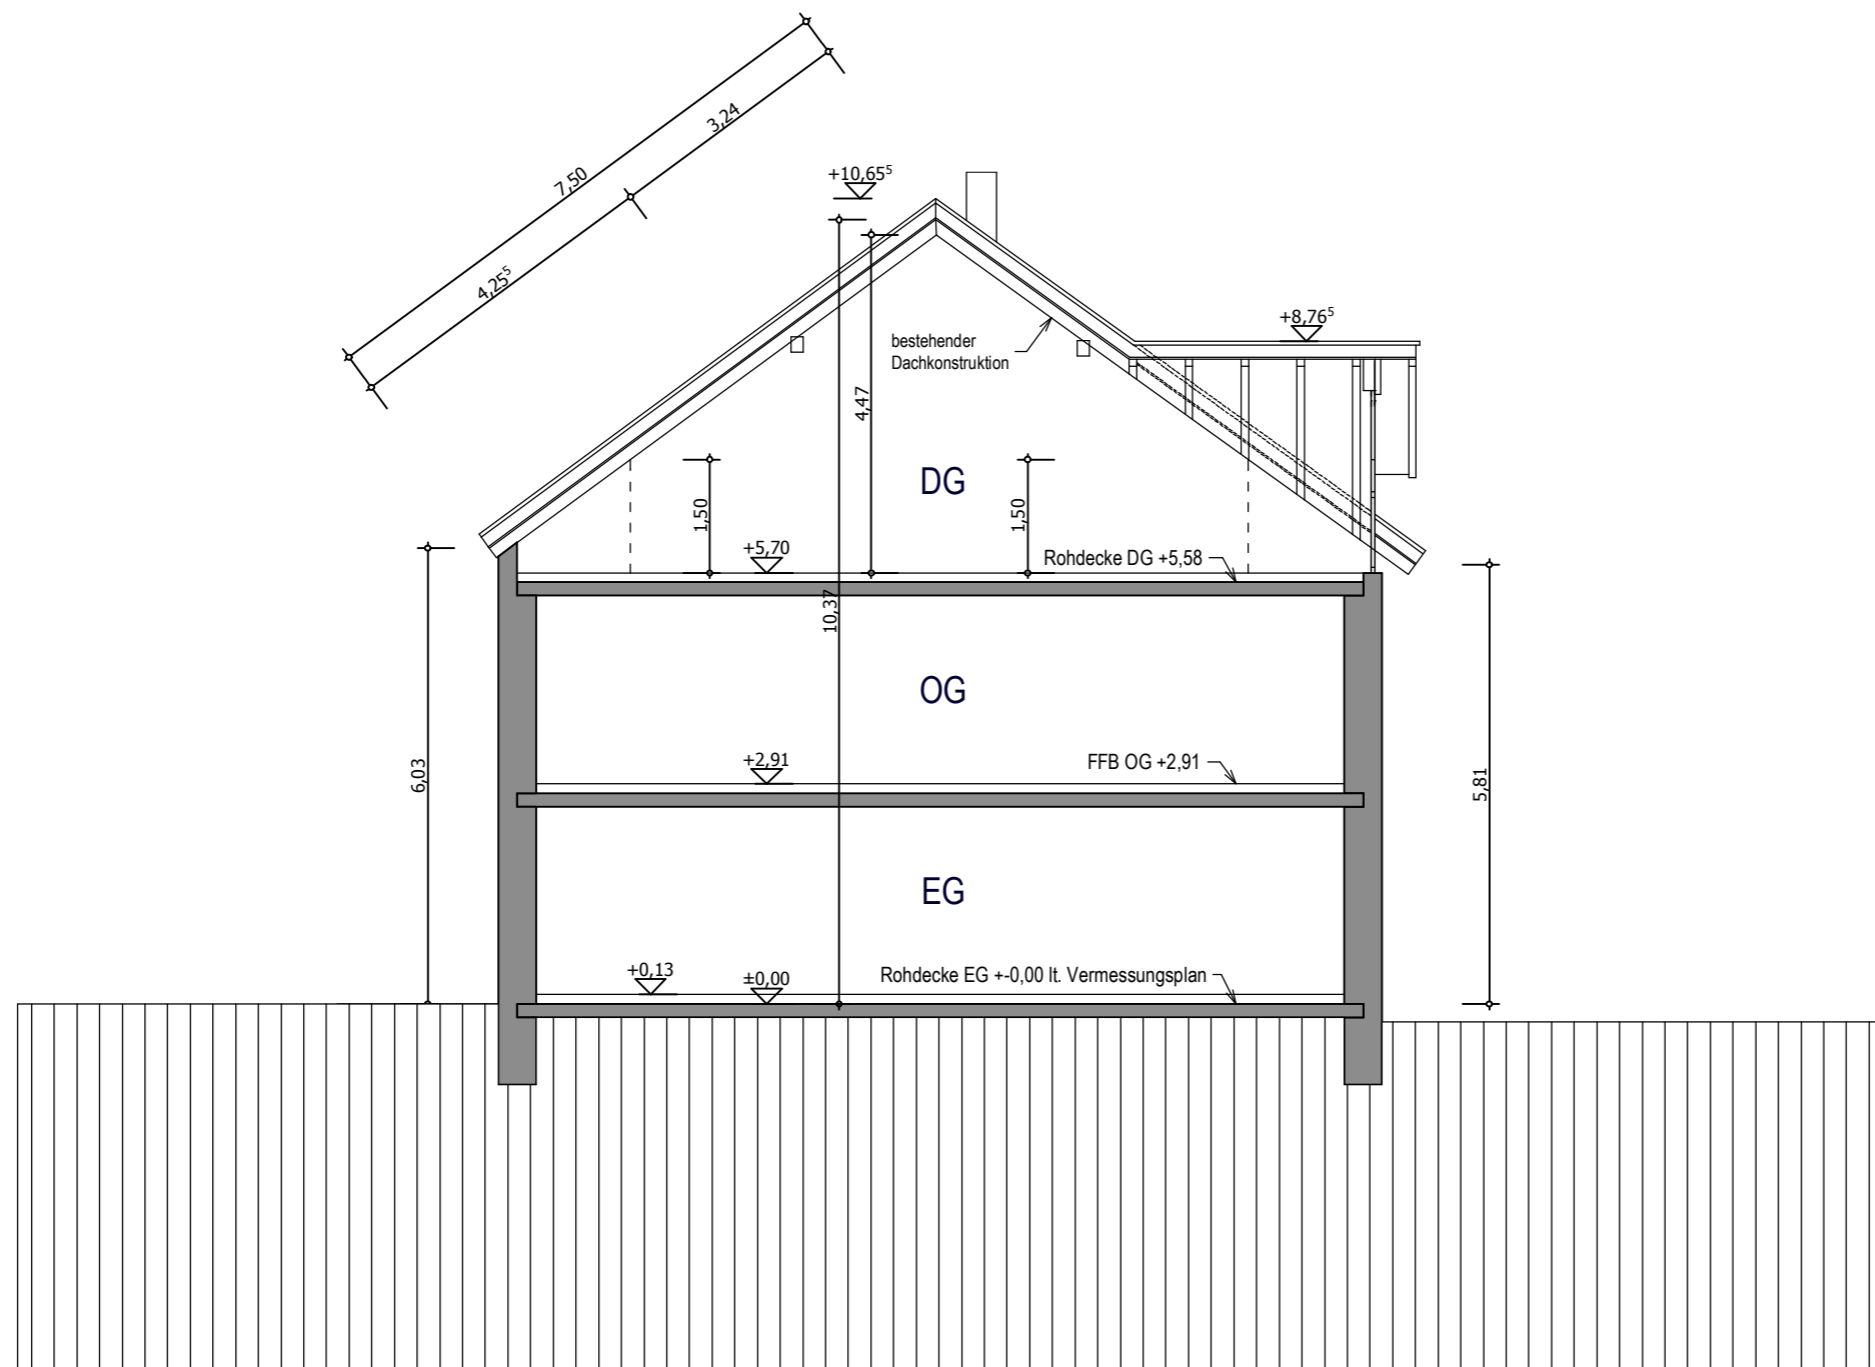 3,24
7,50
4,25⁵
+10,65⁵
+8,76⁵
bestehender
Dachkonstruktion
4,47
DG
1,50
1,50
+5,70
Rohdecke DG +5,58
10,37
OG
+2,91
FFB OG +2,91
6,03
5,81
EG
+0,13
±0,00
Rohdecke EG +-0,00 lt. Vermessungsplan